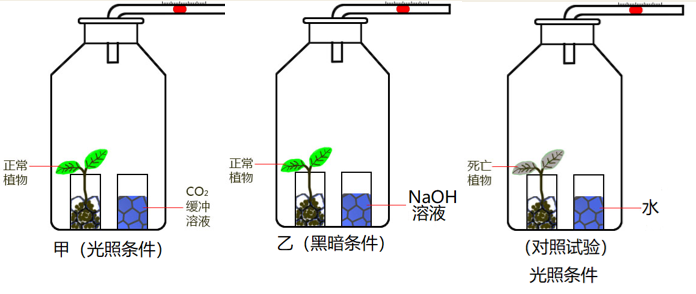 正常
植物
CO₂
缓冲
溶液
甲（光照条件）
正常
植物
NaOH
溶液
乙（黑暗条件）
死亡
植物
水
（对照试验）
光照条件